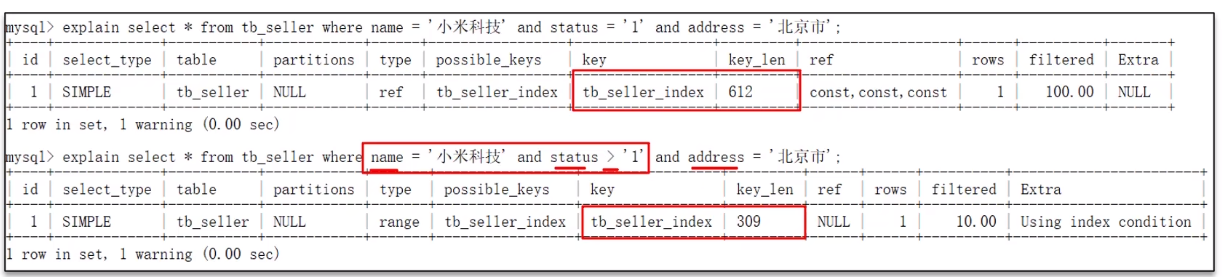 mysql> explain select * from tb_seller where name = '小米科技' and status = '1' and address = '北京市';
| id | select_type | table | partitions | type | possible_keys | key | key_len | ref | rows | filtered | Extra |
| 1 | SIMPLE | tb_seller | NULL | ref | tb_seller_index | tb_seller_index | 612 | const,const,const | 1 | 100.00 | NULL |
1 row in set, 1 warning (0.00 sec)
mysql> explain select * from tb_seller where name = '小米科技' and status > '1' and address = '北京市';
| id | select_type | table | partitions | type | possible_keys | key | key_len | ref | rows | filtered | Extra |
| 1 | SIMPLE | tb_seller | NULL | range | tb_seller_index | tb_seller_index | 309 | NULL | 1 | 10.00 | Using index condition |
1 row in set, 1 warning (0.00 sec)